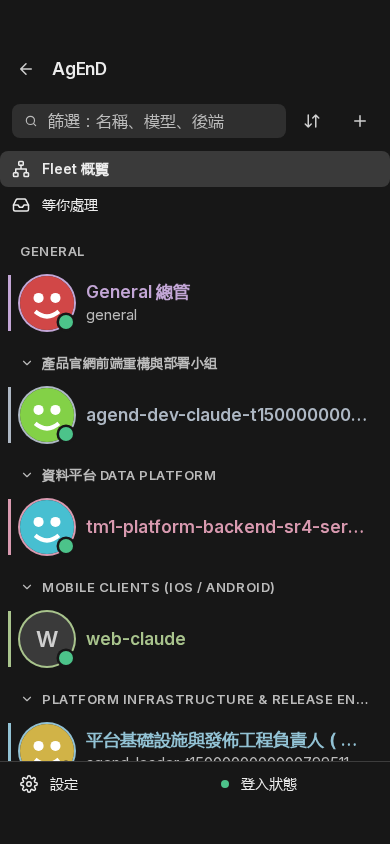 AgEnD
篩選：名稱、模型、後端
Fleet 概覽
等你處理
GENERAL
General 總管
general
產品官網前端重構與部署小組
agend-dev-claude-t150000000…
資料平台 DATA PLATFORM
tm1-platform-backend-sr4-ser…
MOBILE CLIENTS (IOS / ANDROID)
W
web-claude
PLATFORM INFRASTRUCTURE & RELEASE EN…
平台基礎設施與發佈工程負責人（…
設定
登入狀態